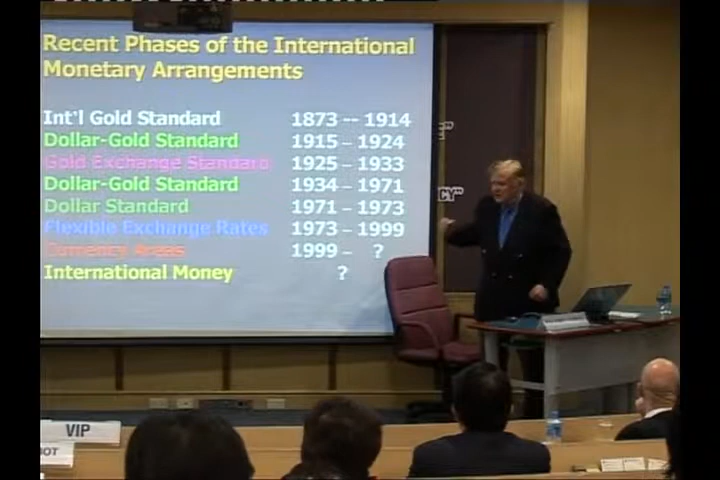 Recent Phases of the International
Monetary Arrangements
Int'l Gold Standard 1873 -- 1914
Dollar-Gold Standard 1915 – 1924
Gold Exchange Standard 1925 – 1933
Dollar-Gold Standard 1934 – 1971
Dollar Standard 1971 – 1973
Flexible Exchange Rates 1973 – 1999
Currency Areas 1999 – ?
International Money ?
E"
CY"
VIP